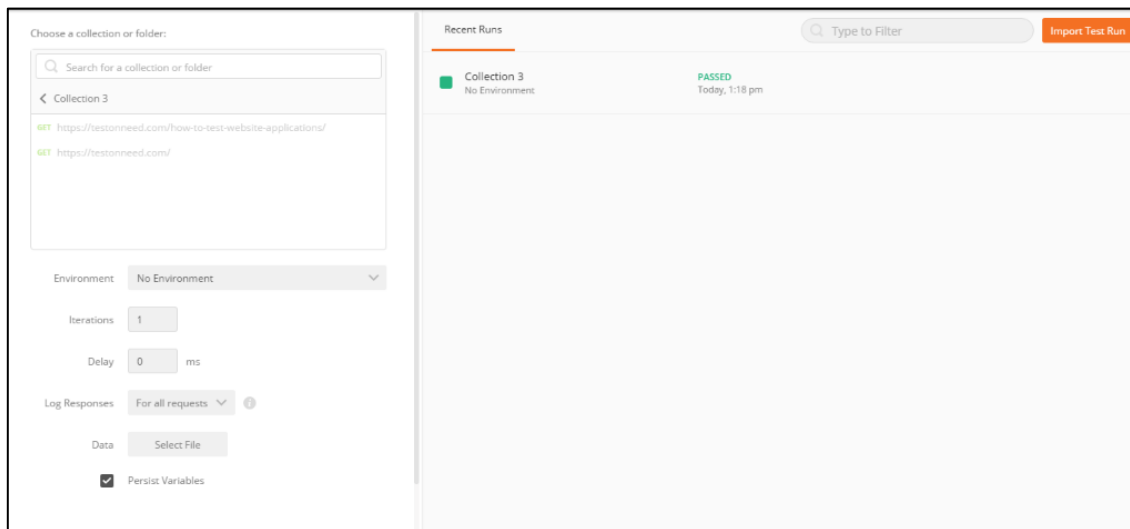 Choose a collection or folder:
Search for a collection or folder
Collection 3
GET https://testonneed.com/how-to-test-website-applications/
GET https://testonneed.com/
Environment No Environment
Iterations 1
Delay 0 ms
Log Responses For all requests
Data Select File
Persist Variables
Recent Runs
Type to Filter
Import Test Run
Collection 3
No Environment
PASSED
Today, 1:18 pm